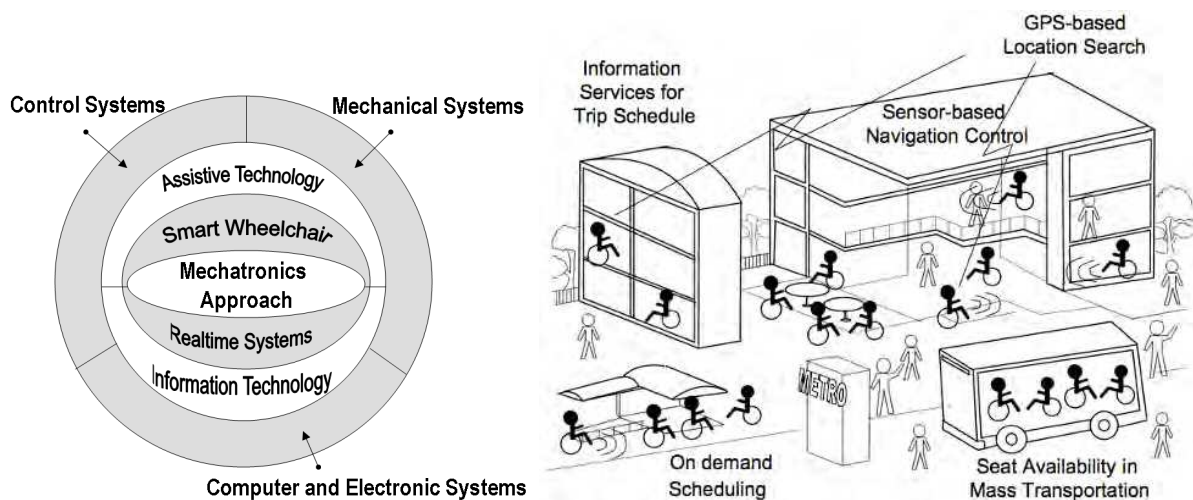 Control Systems
Mechanical Systems
Assistive Technology
Smart Wheelchair
Mechatronics
Approach
Realtime Systems
Information Technology
Computer and Electronic Systems
GPS-based
Location Search
Information
Services for
Trip Schedule
Sensor-based
Navigation Control
METRO
On demand
Scheduling
Seat Availability in
Mass Transportation